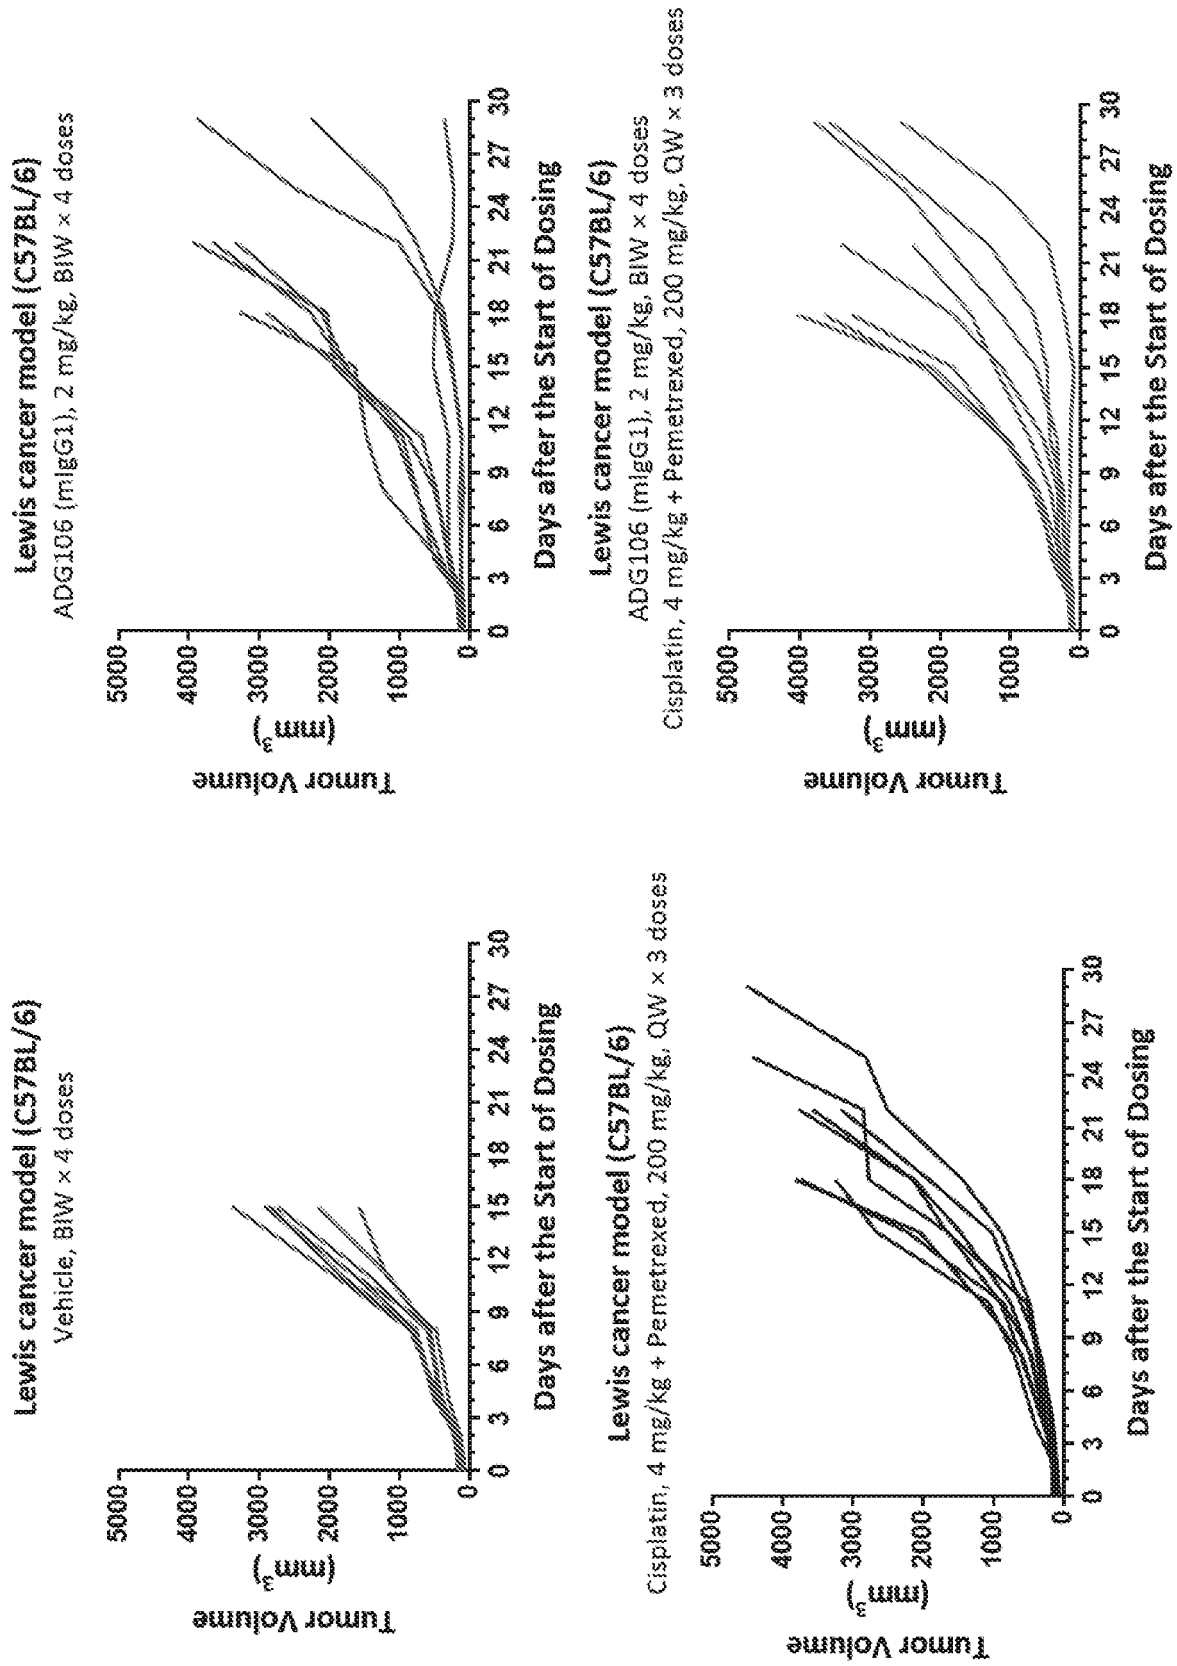 Lewis cancer model (C57BL/6)
Vehicle, BIW × 4 doses
Tumor Volume
(mm³)
5000
4000
3000
2000
1000
0
0 3 6 9 12 15 18 21 24 27 30
Days after the Start of Dosing
Lewis cancer model (C57BL/6)
ADG106 (mIgG1), 2 mg/kg, BIW × 4 doses
Tumor Volume
(mm³)
5000
4000
3000
2000
1000
0
0 3 6 9 12 15 18 21 24 27 30
Days after the Start of Dosing
Lewis cancer model (C57BL/6)
Cisplatin, 4 mg/kg + Pemetrexed, 200 mg/kg, QW × 3 doses
Tumor Volume
(mm³)
5000
4000
3000
2000
1000
0
0 3 6 9 12 15 18 21 24 27 30
Days after the Start of Dosing
Lewis cancer model (C57BL/6)
ADG106 (mIgG1), 2 mg/kg, BIW × 4 doses
Cisplatin, 4 mg/kg + Pemetrexed, 200 mg/kg, QW × 3 doses
Tumor Volume
(mm³)
5000
4000
3000
2000
1000
0
0 3 6 9 12 15 18 21 24 27 30
Days after the Start of Dosing